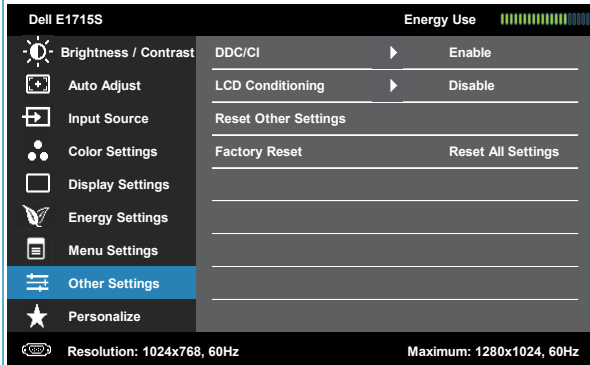 Dell E1715S Energy Use
Brightness / Contrast DDC/CI Enable
Auto Adjust LCD Conditioning Disable
Input Source Reset Other Settings
Color Settings Factory Reset Reset All Settings
Display Settings
Energy Settings
Menu Settings
Other Settings
Personalize
Resolution: 1024x768, 60Hz Maximum: 1280x1024, 60Hz